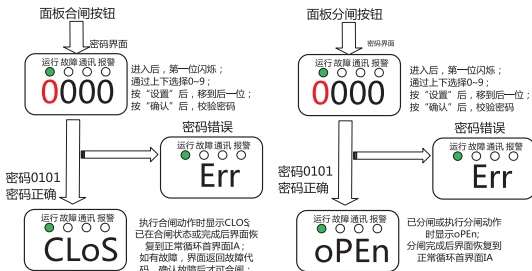 面板合闸按钮
密码界面
运行 故障 通讯 报警
0000
进入后，第一位闪烁；
通过上下选择0~9；
按“设置”后，移到后一位；
按“确认”后，校验密码
密码错误
运行 故障 通讯 报警
Err
密码0101
密码正确
运行 故障 通讯 报警
CLoS
执行合闸动作时显示CLOS;
已在合闸状态或完成后界面恢
复到正常循环首界面IA；
如有故障，界面返回故障代
码，确认故障后才可合闸；
面板分闸按钮
密码界面
运行 故障 通讯 报警
0000
进入后，第一位闪烁；
通过上下选择0~9；
按“设置”后，移到后一位；
按“确认”后，校验密码
密码错误
运行 故障 通讯 报警
Err
密码0101
密码正确
运行 故障 通讯 报警
oPEn
已分闸或执行分闸动作
时显示oPEn;
分闸完成后界面恢复到
正常循环首界面IA